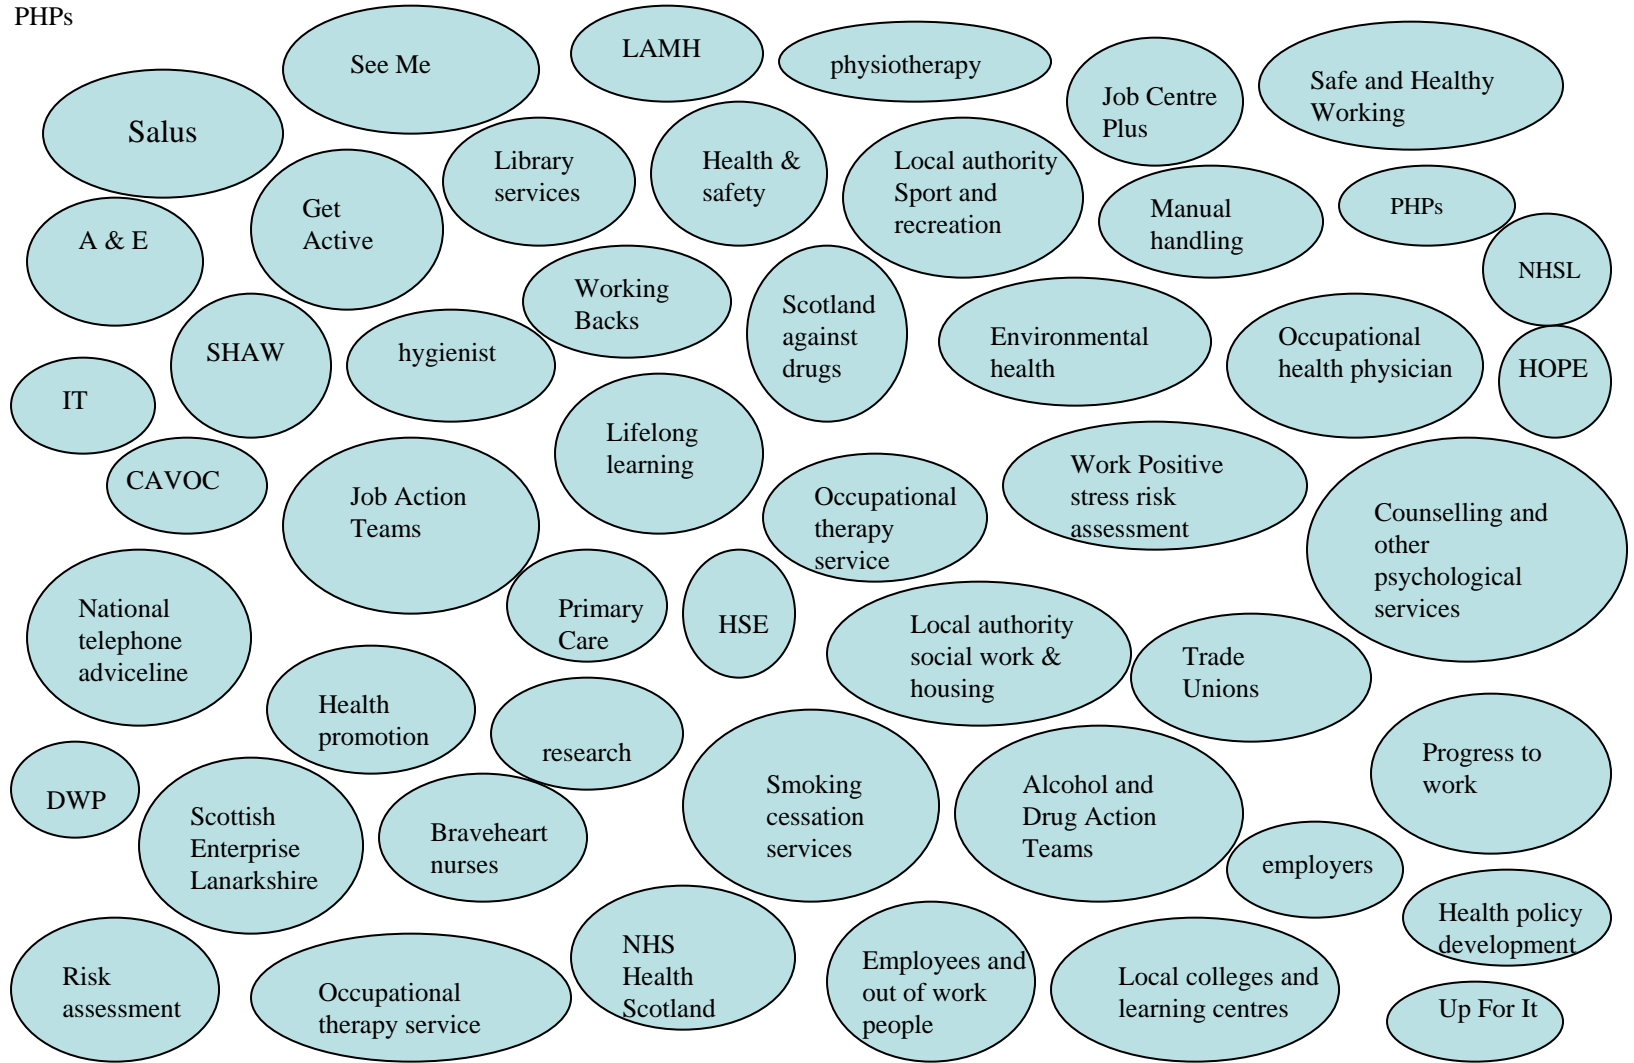 PHPs
See Me
LAMH
physiotherapy
Job Centre
Plus
Safe and Healthy
Working
Salus
Library
services
Health &
safety
Local authority
Sport and
recreation
Manual
handling
PHPs
A & E
Get
Active
NHSL
Working
Backs
Scotland
against
drugs
Environmental
health
Occupational
health physician
HOPE
SHAW
hygienist
IT
Lifelong
learning
CAVOC
Job Action
Teams
Occupational
therapy
service
Work Positive
stress risk
assessment
Counselling and
other
psychological
services
National
telephone
adviceline
Primary
Care
HSE
Local authority
social work &
housing
Trade
Unions
Health
promotion
research
Progress to
work
DWP
Scottish
Enterprise
Lanarkshire
Braveheart
nurses
Smoking
cessation
services
Alcohol and
Drug Action
Teams
employers
Health policy
development
Risk
assessment
Occupational
therapy service
NHS
Health
Scotland
Employees and
out of work
people
Local colleges and
learning centres
Up For It